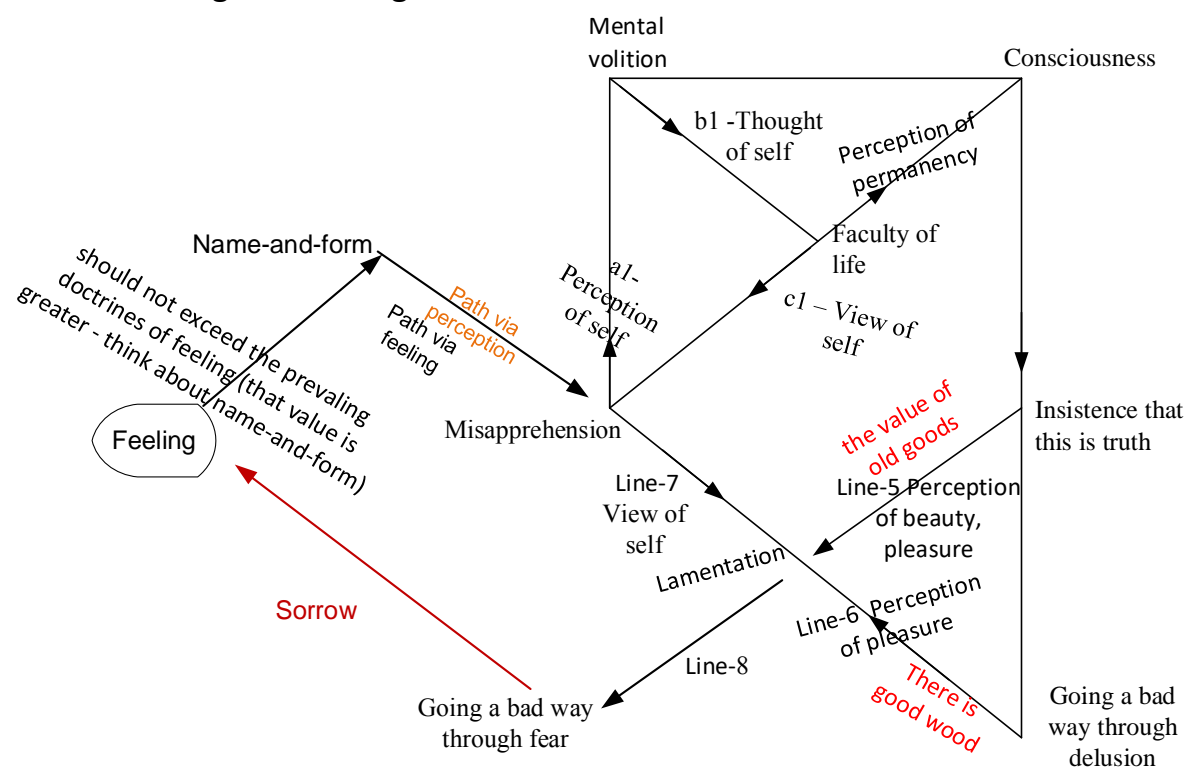 Mental
volition
Consciousness
b1 -Thought
of self
Perception of
permanency
Name-and-form
Faculty of
life
should not exceed the prevaling
doctrines of feeling (that value is
greater - think about name-and-form)
a1-
Perception
of self
Path via
perception
Path via
feeling
c1 – View of
self
Feeling
Misapprehension
the value of
old goods
Insistence that
this is truth
Line-7
View of
self
Line-5 Perception
of beauty,
pleasure
Lamentation
Line-6 Perception
of pleasure
Sorrow
Line-8
There is
good wood
Going a bad way
through fear
Going a bad
way through
delusion